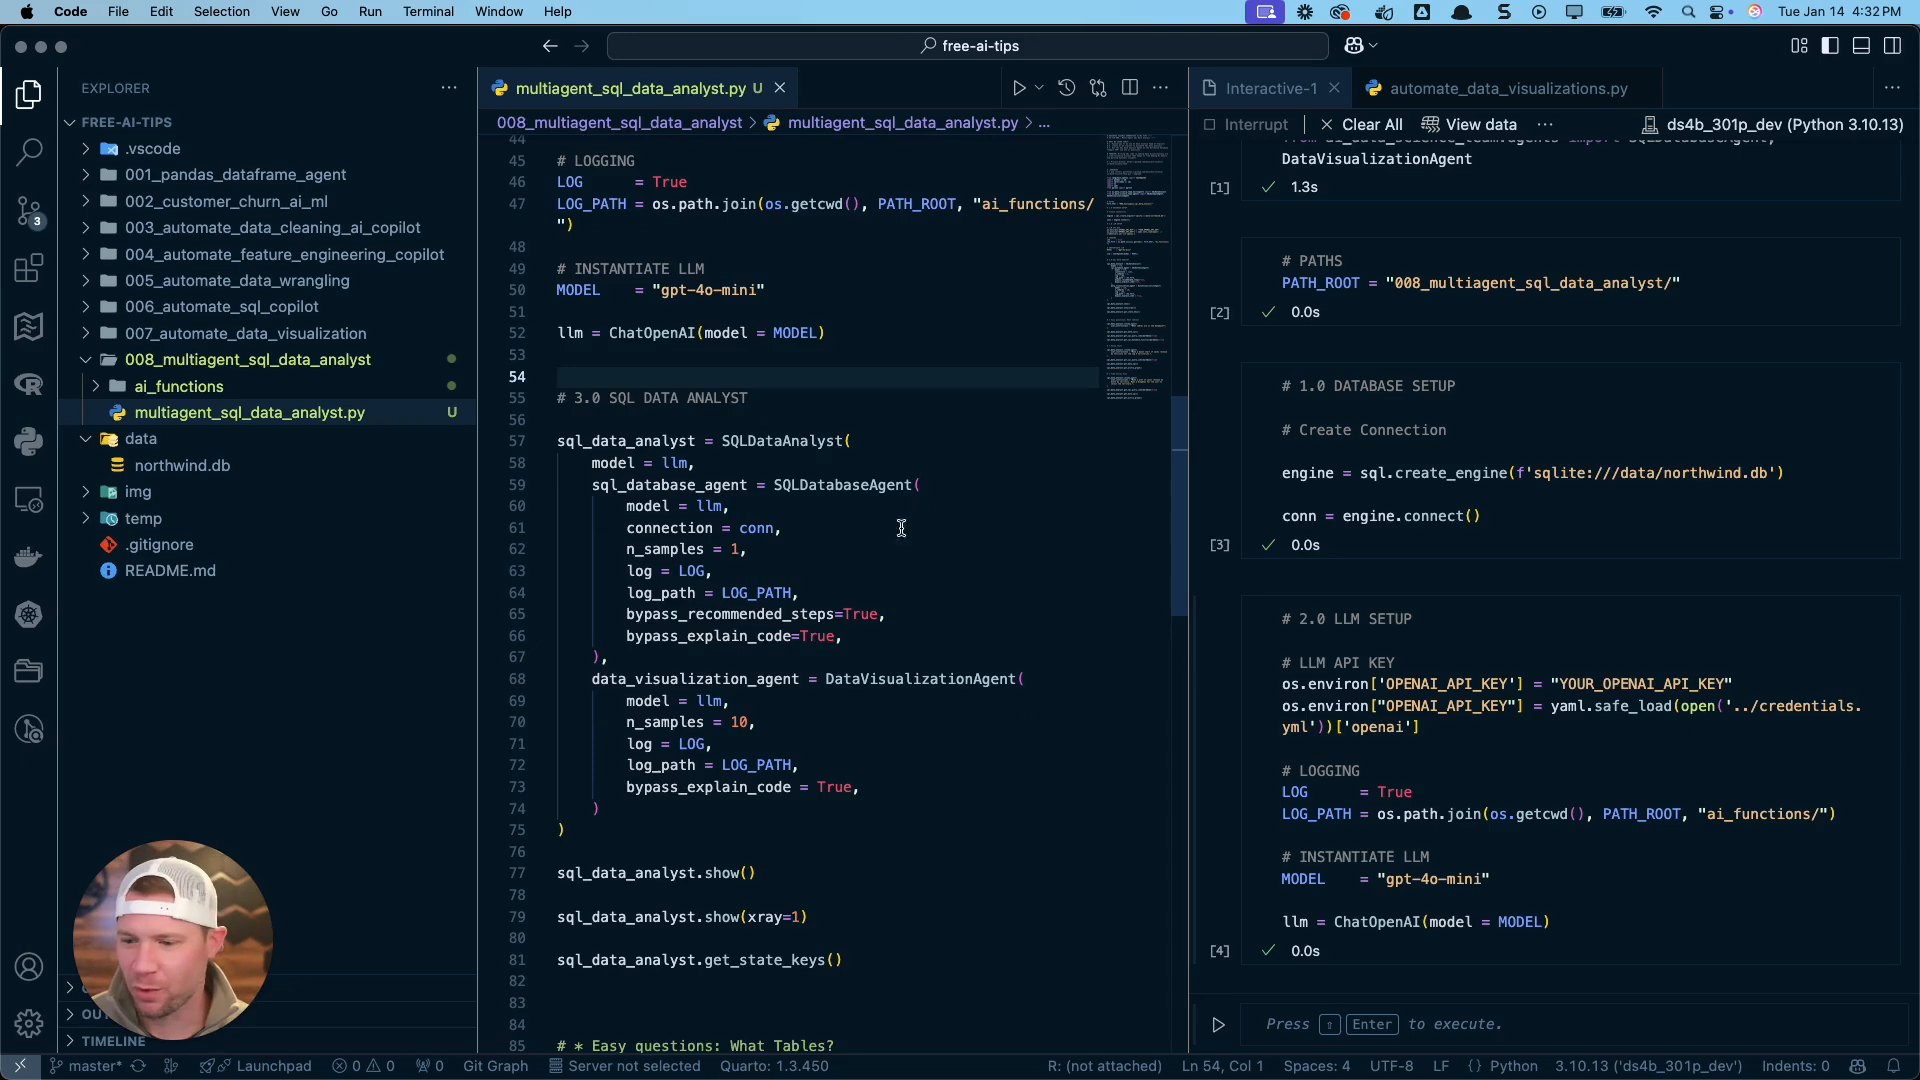 Code File Edit Selection View Go Run Terminal Window Help
Tue Jan 14 4:32 PM
free-ai-tips
EXPLORER
FREE-AI-TIPS
.vscode
001_pandas_dataframe_agent
002_customer_churn_ai_ml
003_automate_data_cleaning_ai_copilot
004_automate_feature_engineering_copilot
005_automate_data_wrangling
006_automate_sql_copilot
007_automate_data_visualization
008_multiagent_sql_data_analyst
ai_functions
multiagent_sql_data_analyst.py U
data
northwind.db
img
temp
.gitignore
README.md
OU
TIMELINE
3
multiagent_sql_data_analyst.py U
008_multiagent_sql_data_analyst > multiagent_sql_data_analyst.py > ...
44
45 # LOGGING
46 LOG = True
47 LOG_PATH = os.path.join(os.getcwd(), PATH_ROOT, "ai_functions/
")
48
49 # INSTANTIATE LLM
50 MODEL = "gpt-4o-mini"
51
52 llm = ChatOpenAI(model = MODEL)
53
54
55 # 3.0 SQL DATA ANALYST
56
57 sql_data_analyst = SQLDataAnalyst(
58 model = llm,
59 sql_database_agent = SQLDatabaseAgent(
60 model = llm,
61 connection = conn,
62 n_samples = 1,
63 log = LOG,
64 log_path = LOG_PATH,
65 bypass_recommended_steps=True,
66 bypass_explain_code=True,
67 ),
68 data_visualization_agent = DataVisualizationAgent(
69 model = llm,
70 n_samples = 10,
71 log = LOG,
72 log_path = LOG_PATH,
73 bypass_explain_code = True,
74 )
75 )
76
77 sql_data_analyst.show()
78
79 sql_data_analyst.show(xray=1)
80
81 sql_data_analyst.get_state_keys()
82
83
84
85 # * Easy questions: What Tables?
Interactive-1
automate_data_visualizations.py
Interrupt | Clear All View data ... ds4b_301p_dev (Python 3.10.13)
DataVisualizationAgent
[1] 1.3s
# PATHS
PATH_ROOT = "008_multiagent_sql_data_analyst/"
[2] 0.0s
# 1.0 DATABASE SETUP
# Create Connection
engine = sql.create_engine(f'sqlite:///data/northwind.db')
conn = engine.connect()
[3] 0.0s
# 2.0 LLM SETUP
# LLM API KEY
os.environ['OPENAI_API_KEY'] = "YOUR_OPENAI_API_KEY"
os.environ["OPENAI_API_KEY"] = yaml.safe_load(open('../credentials.
yml'))['openai']
# LOGGING
LOG = True
LOG_PATH = os.path.join(os.getcwd(), PATH_ROOT, "ai_functions/")
# INSTANTIATE LLM
MODEL = "gpt-4o-mini"
llm = ChatOpenAI(model = MODEL)
[4] 0.0s
Press ⇧ Enter to execute.
master* Launchpad 0 0 0 Git Graph Server not selected Quarto: 1.3.450 R: (not attached) Ln 54, Col 1 Spaces: 4 UTF-8 LF {} Python 3.10.13 ('ds4b_301p_dev') Indents: 0